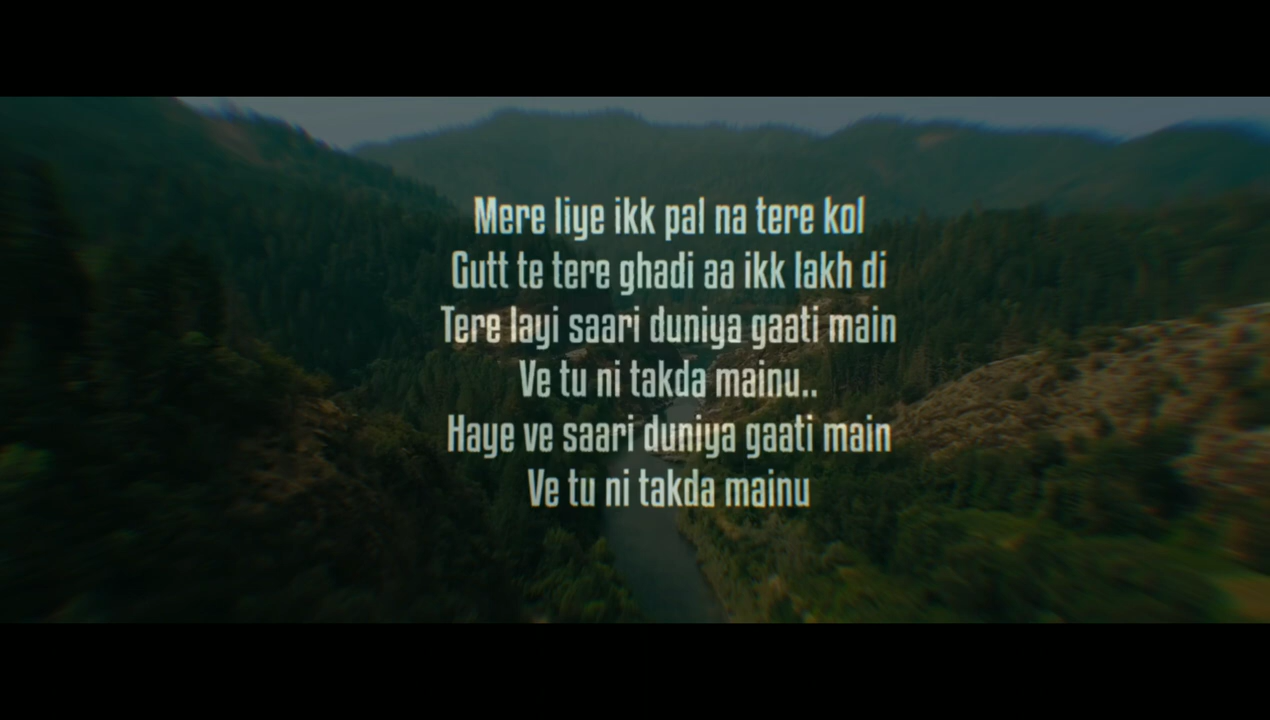 Mere liye ikk pal na tere kol
Gutt te tere ghadi aa ikk lakh di
Tere layi saari duniya gaati main
Ve tu ni takda mainu..
Haye ve saari duniya gaati main
Ve tu ni takda mainu